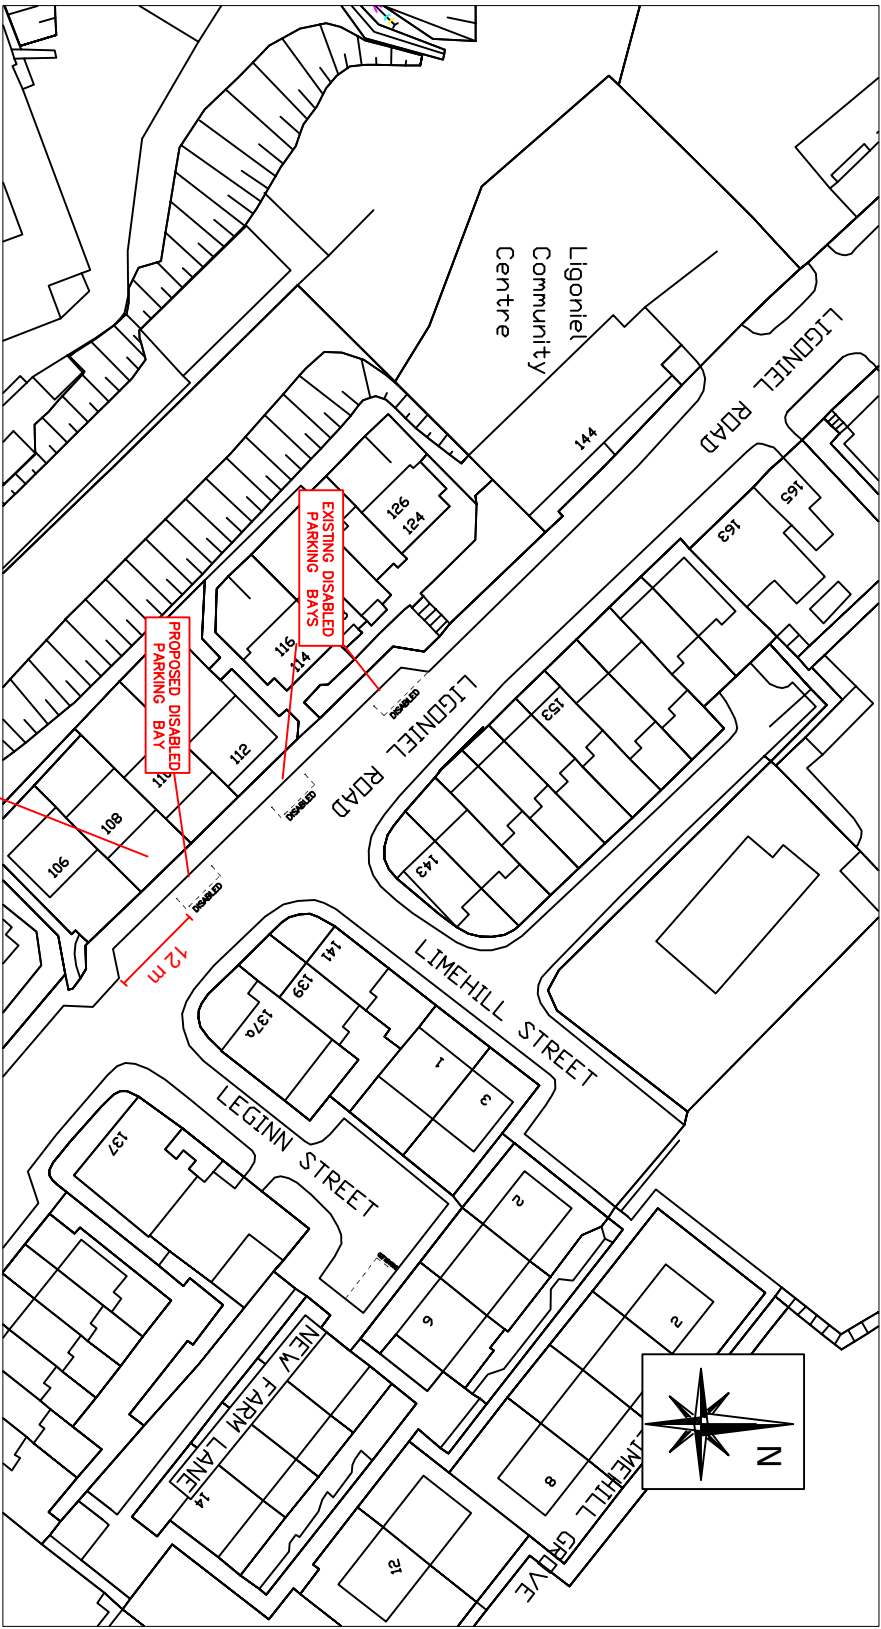 Ligoniel
Community
Centre
LIGONIEL ROAD
144
165
163
126
124
EXISTING DISABLED
PARKING BAYS
116
114
PROPOSED DISABLED
PARKING BAY
112
110
108
106
DISABLED
DISABLED
DISABLED
LIGONIEL ROAD
153
143
12 m
LIMEHILL STREET
141
139
137a
1
3
LEGINN STREET
137
2
6
2
8
NEW FARM LANE
14
12
LIMEHILL GROVE
N